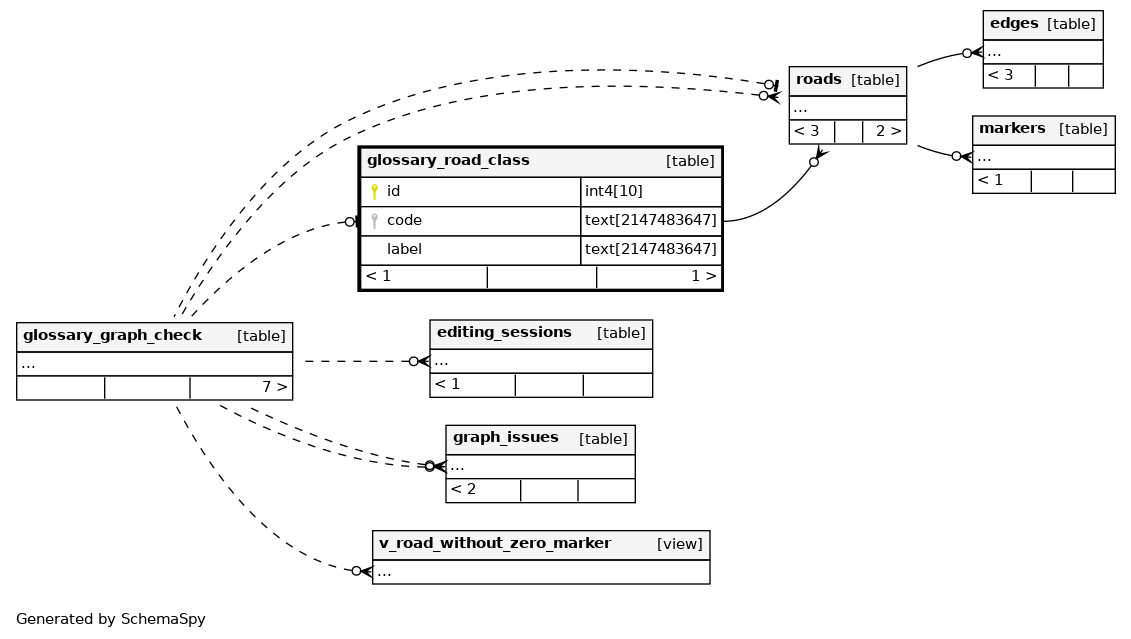 edges [table]
...
< 3
roads [table]
...
< 3 2 >
markers [table]
...
< 1
glossary_road_class [table]
id int4[10]
code text[2147483647]
label text[2147483647]
< 1 1 >
glossary_graph_check [table]
...
7 >
editing_sessions [table]
...
< 1
graph_issues [table]
...
< 2
v_road_without_zero_marker [view]
...
Generated by SchemaSpy